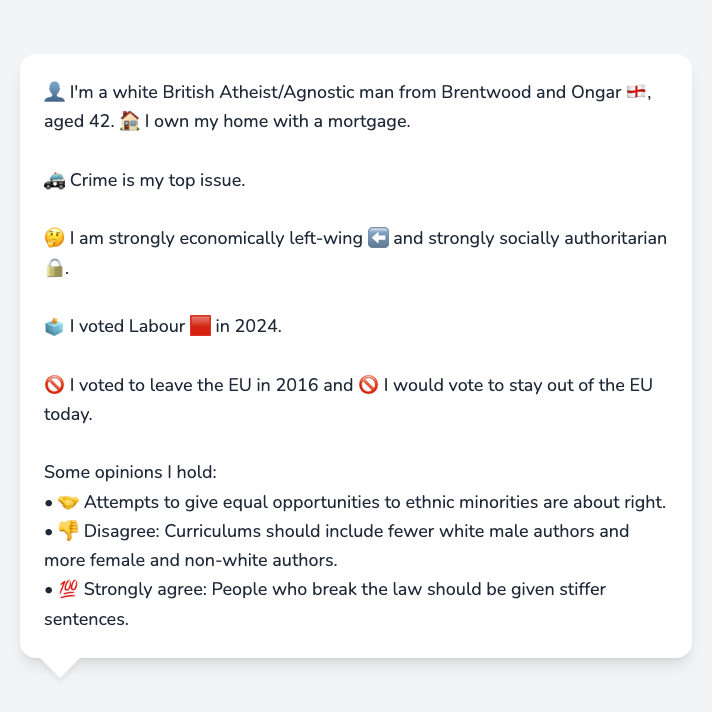 👤 I'm a white British Atheist/Agnostic man from Brentwood and Ongar 🏴󠁧󠁢󠁥󠁮󠁧󠁿,
aged 42. 🏠 I own my home with a mortgage.
🚓 Crime is my top issue.
🤔 I am strongly economically left-wing ⬅️ and strongly socially authoritarian
🔒.
🗳️ I voted Labour 🟥 in 2024.
🚫 I voted to leave the EU in 2016 and 🚫 I would vote to stay out of the EU
today.
Some opinions I hold:
• 🤝 Attempts to give equal opportunities to ethnic minorities are about right.
• 👎 Disagree: Curriculums should include fewer white male authors and
more female and non-white authors.
• 💯 Strongly agree: People who break the law should be given stiffer
sentences.